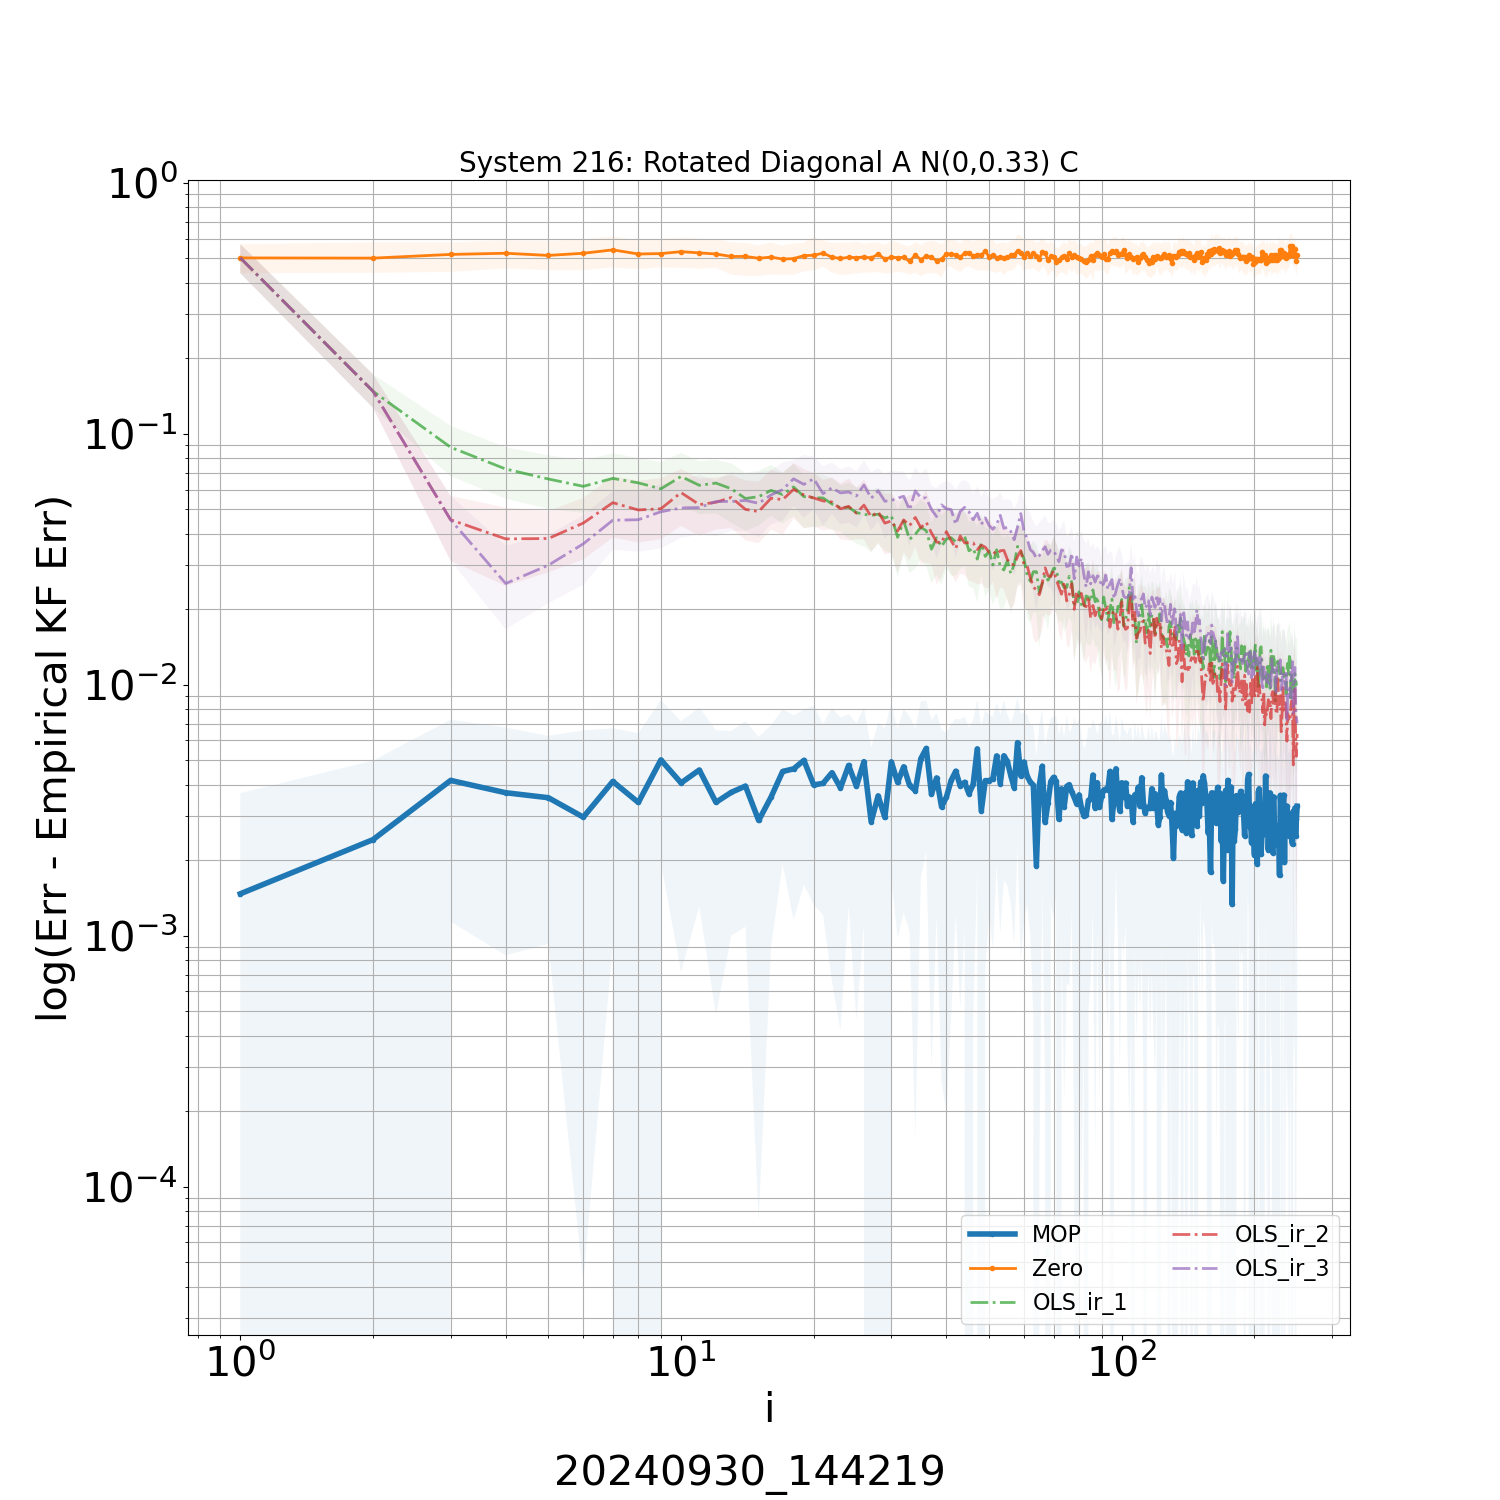 System 216: Rotated Diagonal A N(0,0.33) C
log(Err - Empirical KF Err)
10⁰
10⁻¹
10⁻²
10⁻³
10⁻⁴
MOP
Zero
OLS_ir_1
OLS_ir_2
OLS_ir_3
10⁰ 10¹ 10²
i
20240930_144219